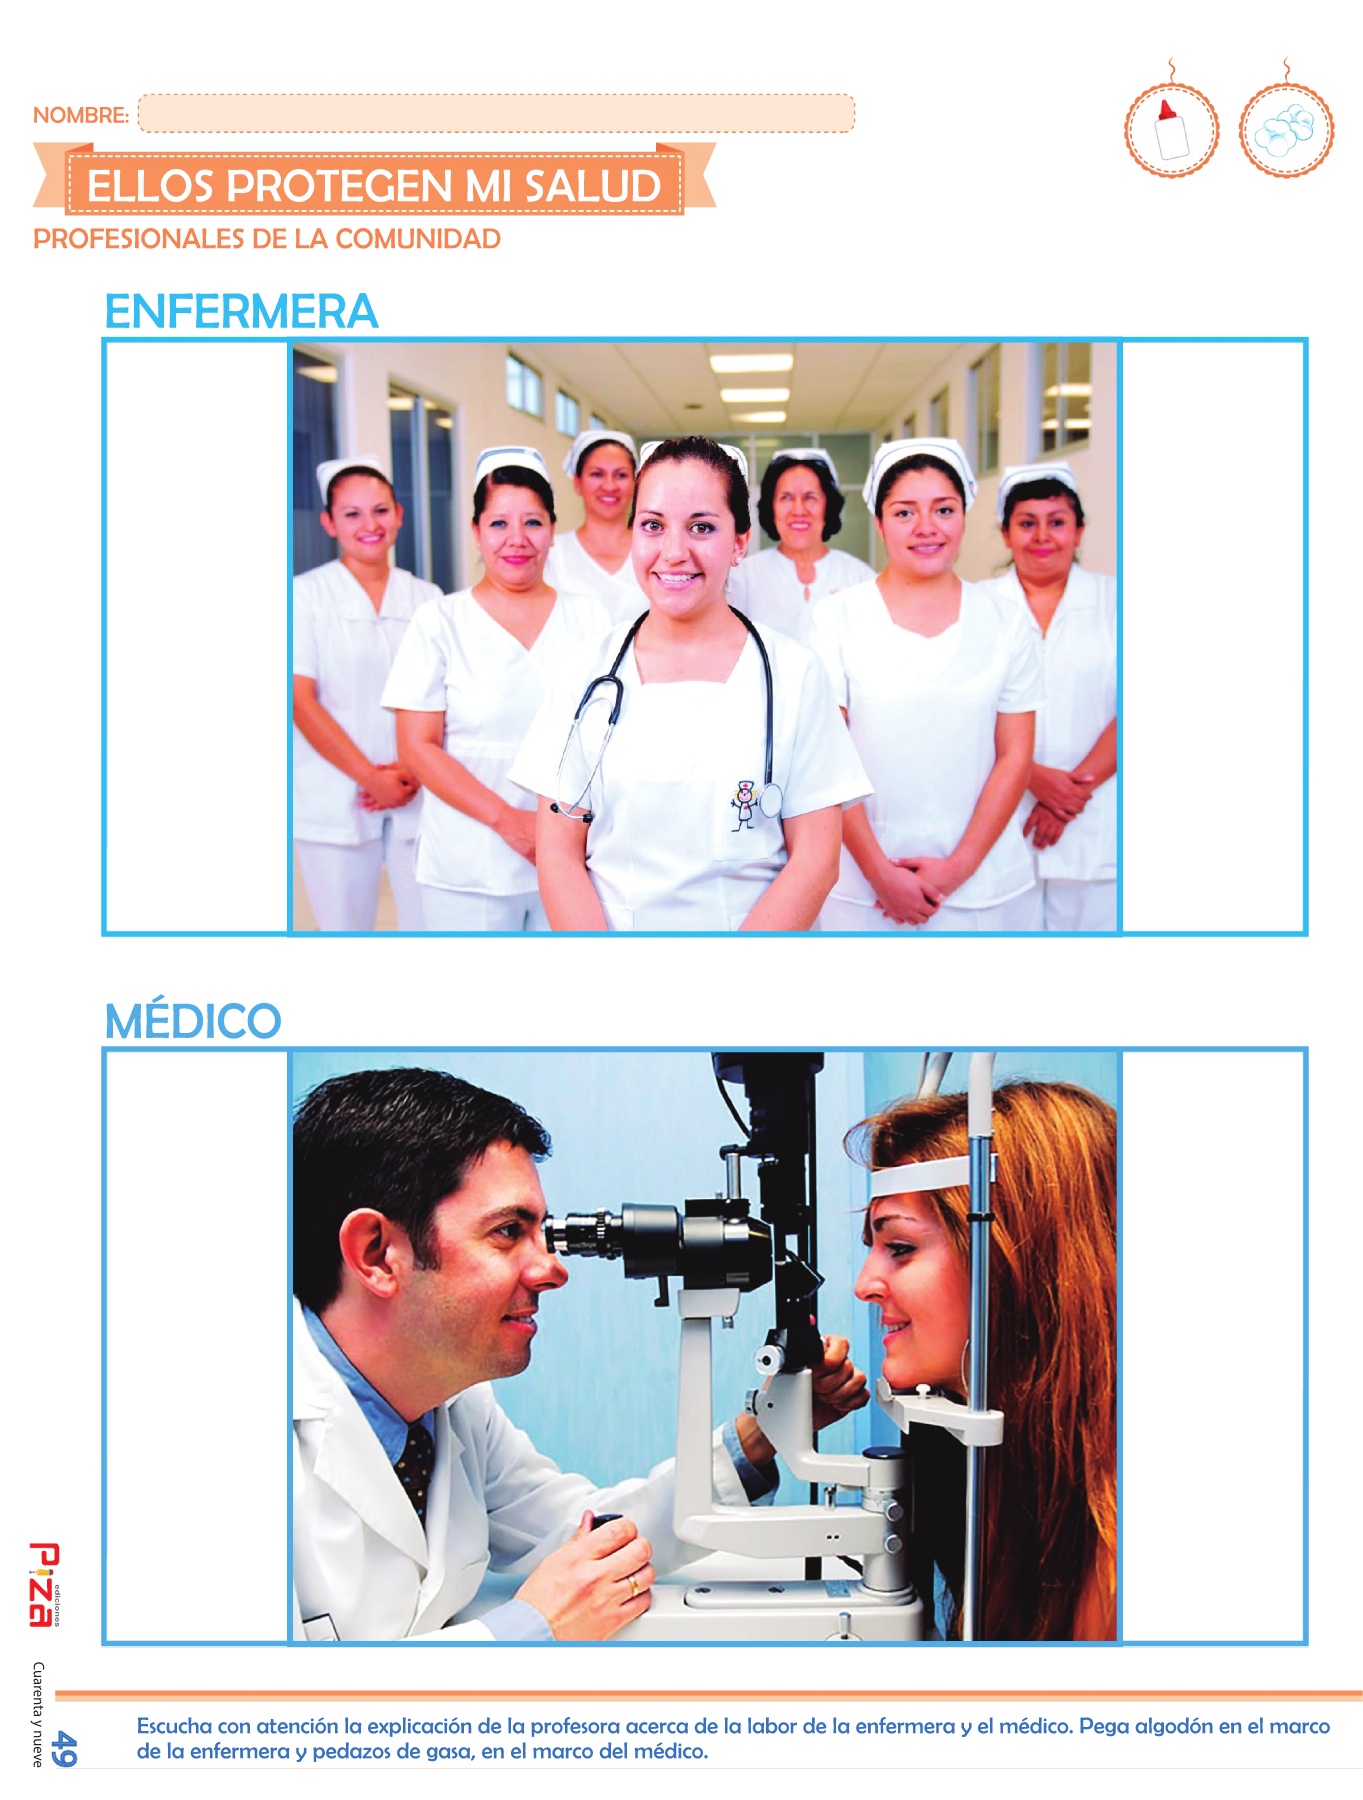 NOMBRE:
ELLOS PROTEGEN MI SALUD
PROFESIONALES DE LA COMUNIDAD
ENFERMERA
MÉDICO
Piza
ediciones
Cuarenta y nueve
49
Escucha con atención la explicación de la profesora acerca de la labor de la enfermera y el médico. Pega algodón en el marco
de la enfermera y pedazos de gasa, en el marco del médico.